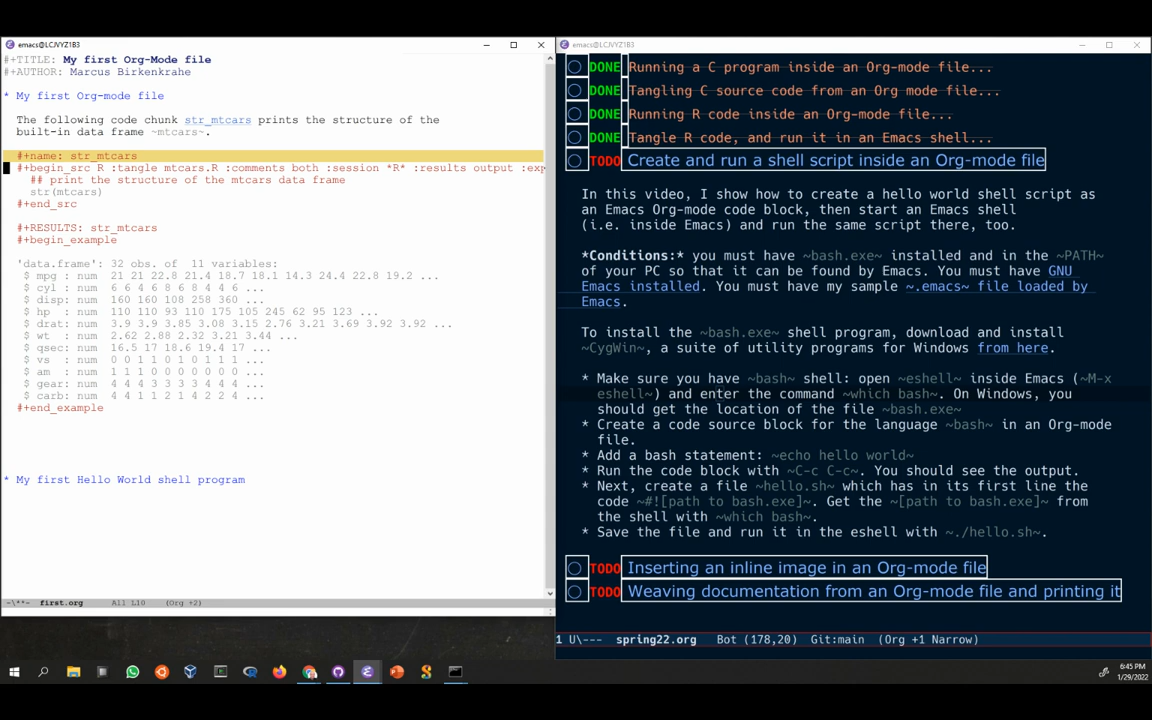 emacs@LCJVYZ1B3
#+TITLE: My first Org-Mode file
#+AUTHOR: Marcus Birkenkrahe
* My first Org-mode file
The following code chunk str_mtcars prints the structure of the
built-in data frame ~mtcars~.
#+name: str_mtcars
#+begin_src R :tangle mtcars.R :comments both :session *R* :results output :exp
## print the structure of the mtcars data frame
str(mtcars)
#+end_src
#+RESULTS: str_mtcars
#+begin_example
'data.frame': 32 obs. of  11 variables:
$ mpg : num  21 21 22.8 21.4 18.7 18.1 14.3 24.4 22.8 19.2 ...
$ cyl : num  6 6 4 6 8 6 8 4 4 6 ...
$ disp: num  160 160 108 258 360 ...
$ hp  : num  110 110 93 110 175 105 245 62 95 123 ...
$ drat: num  3.9 3.9 3.85 3.08 3.15 2.76 3.21 3.69 3.92 3.92 ...
$ wt  : num  2.62 2.88 2.32 3.21 3.44 ...
$ qsec: num  16.5 17 18.6 19.4 17 ...
$ vs  : num  0 0 1 1 0 1 0 1 1 1 ...
$ am  : num  1 1 1 0 0 0 0 0 0 0 ...
$ gear: num  4 4 4 3 3 3 3 4 4 4 ...
$ carb: num  4 4 1 1 2 1 4 2 2 4 ...
#+end_example
* My first Hello World shell program
-\**-  first.org      All L10    (Org +2)
emacs@LCJVYZ1B3
DONE Running a C program inside an Org-mode file...
DONE Tangling C source code from an Org mode file...
DONE Running R code inside an Org-mode file...
DONE Tangle R code, and run it in an Emacs shell...
TODO Create and run a shell script inside an Org-mode file
In this video, I show how to create a hello world shell script as
an Emacs Org-mode code block, then start an Emacs shell
(i.e. inside Emacs) and run the same script there, too.
*Conditions:* you must have ~bash.exe~ installed and in the ~PATH~
of your PC so that it can be found by Emacs. You must have GNU
Emacs installed. You must have my sample ~.emacs~ file loaded by
Emacs.
To install the ~bash.exe~ shell program, download and install
~CygWin~, a suite of utility programs for Windows from here.
* Make sure you have ~bash~ shell: open ~eshell~ inside Emacs (~M-x
eshell~) and enter the command ~which bash~. On Windows, you
should get the location of the file ~bash.exe~
* Create a code source block for the language ~bash~ in an Org-mode
file.
* Add a bash statement: ~echo hello world~
* Run the code block with ~C-c C-c~. You should see the output.
* Next, create a file ~hello.sh~ which has in its first line the
code ~#![path to bash.exe]~. Get the ~[path to bash.exe]~ from
the shell with ~which bash~.
* Save the file and run it in the eshell with ~./hello.sh~.
TODO Inserting an inline image in an Org-mode file
TODO Weaving documentation from an Org-mode file and printing it
1 U\---  spring22.org   Bot (178,20)  Git:main  (Org +1 Narrow)
6:45 PM
1/29/2022